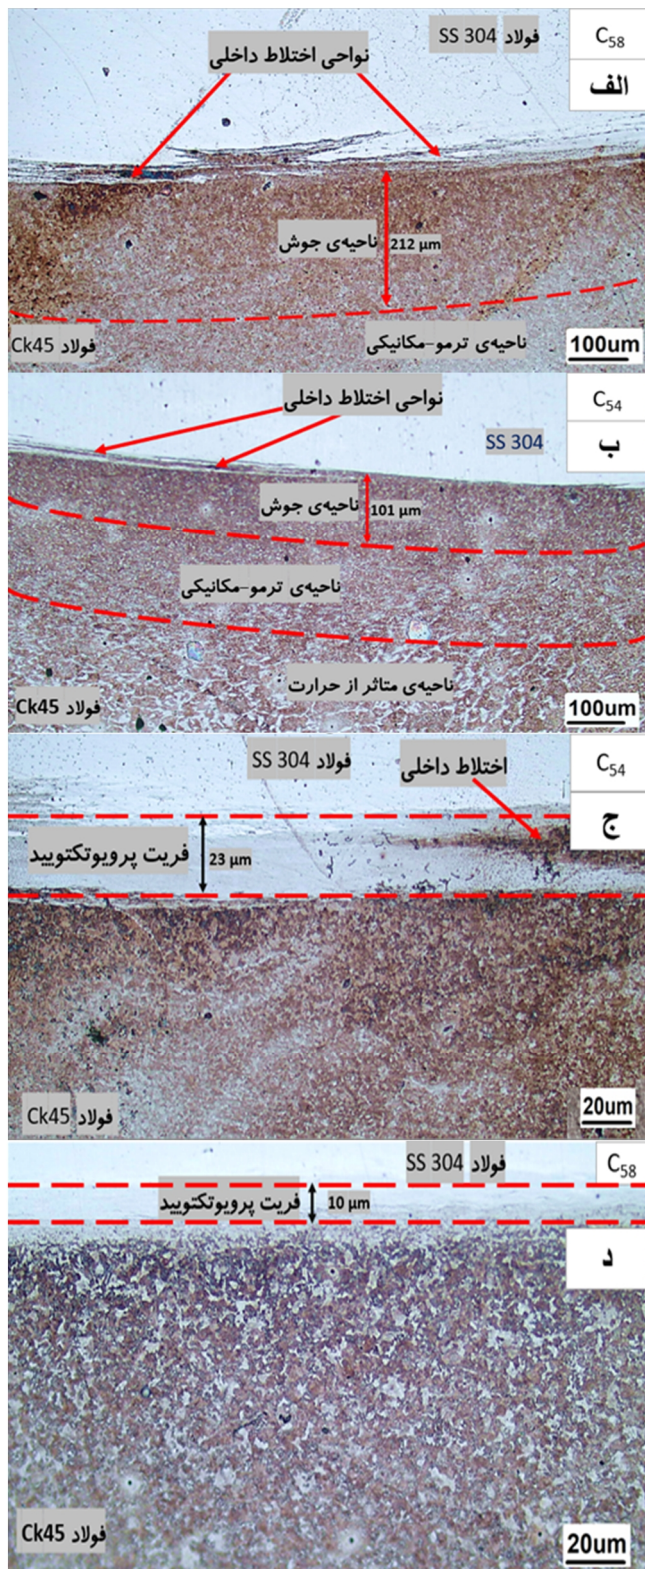 فولاد SS 304
C58
نواحی اختلاط داخلی
الف
ناحیه‌ی جوش
212 µm
ناحیه‌ی ترمو-مکانیکی
فولاد Ck45
100um
نواحی اختلاط داخلی
C54
SS 304
ب
ناحیه‌ی جوش
101 µm
ناحیه‌ی ترمو-مکانیکی
ناحیه‌ی متاثر از حرارت
فولاد Ck45
100um
فولاد SS 304
اختلاط داخلی
C54
ج
فریت پرویوتکتویید
23 µm
فولاد Ck45
20um
فولاد SS 304
C58
فریت پرویوتکتویید
10 µm
د
فولاد Ck45
20um